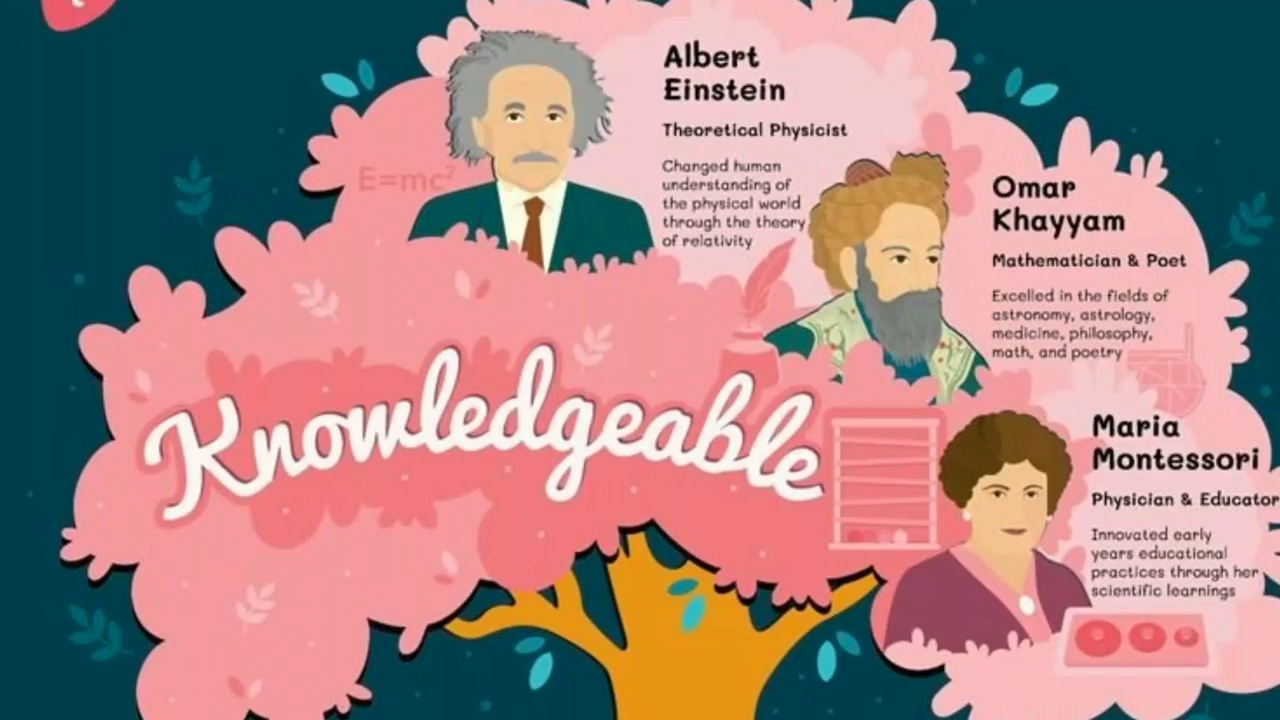 Albert
Einstein
Theoretical Physicist
Changed human
understanding of
the physical world
through the theory
of relativity
E=mc²
Omar
Khayyam
Mathematician & Poet
Excelled in the fields of
astronomy, astrology,
medicine, philosophy,
math, and poetry
Knowledgeable
Maria
Montessori
Physician & Educator
Innovated early
years educational
practices through her
scientific learnings